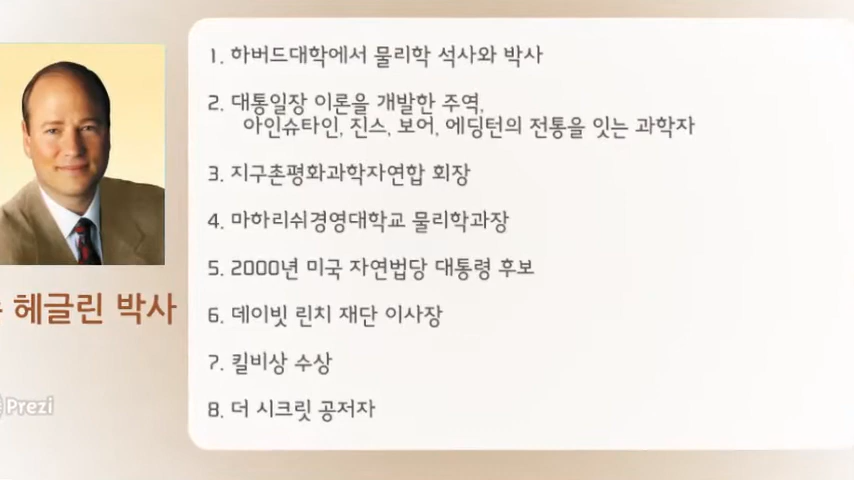 1. 하버드대학에서 물리학 석사와 박사
2. 대통일장 이론을 개발한 주역,
아인슈타인, 진스, 보어, 에딩턴의 전통을 잇는 과학자
3. 지구촌평화과학자연합 회장
4. 마하리쉬경영대학교 물리학과장
5. 2000년 미국 자연법당 대통령 후보
6. 데이빗 린치 재단 이사장
7. 킬비상 수상
8. 더 시크릿 공저자
헤글린 박사
Prezi